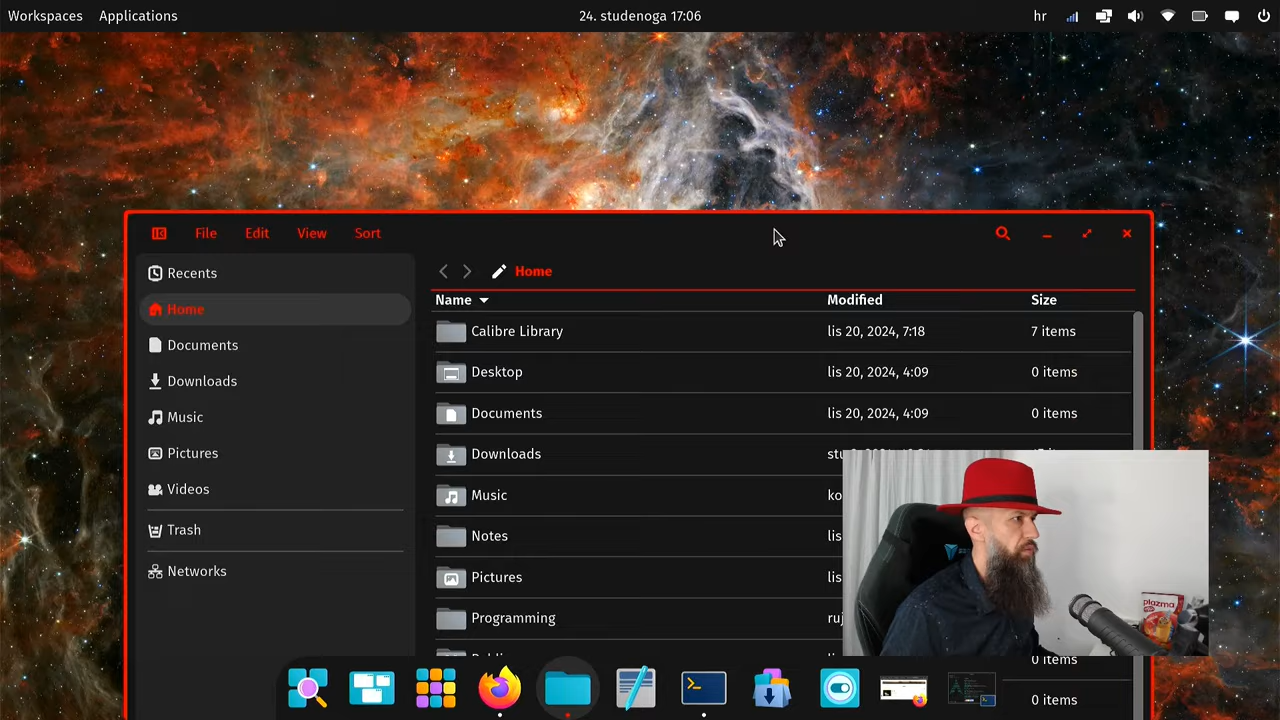 Workspaces Applications 24. studenoga 17:06 hr
File Edit View Sort
Recents
Home
Documents
Downloads
Music
Pictures
Videos
Trash
Networks
Home
Name Modified Size
Calibre Library lis 20, 2024, 7:18 7 items
Desktop lis 20, 2024, 4:09 0 items
Documents lis 20, 2024, 4:09 0 items
Downloads
Music
Notes lis
Pictures lis
Programming
0 items
0 items
plazma